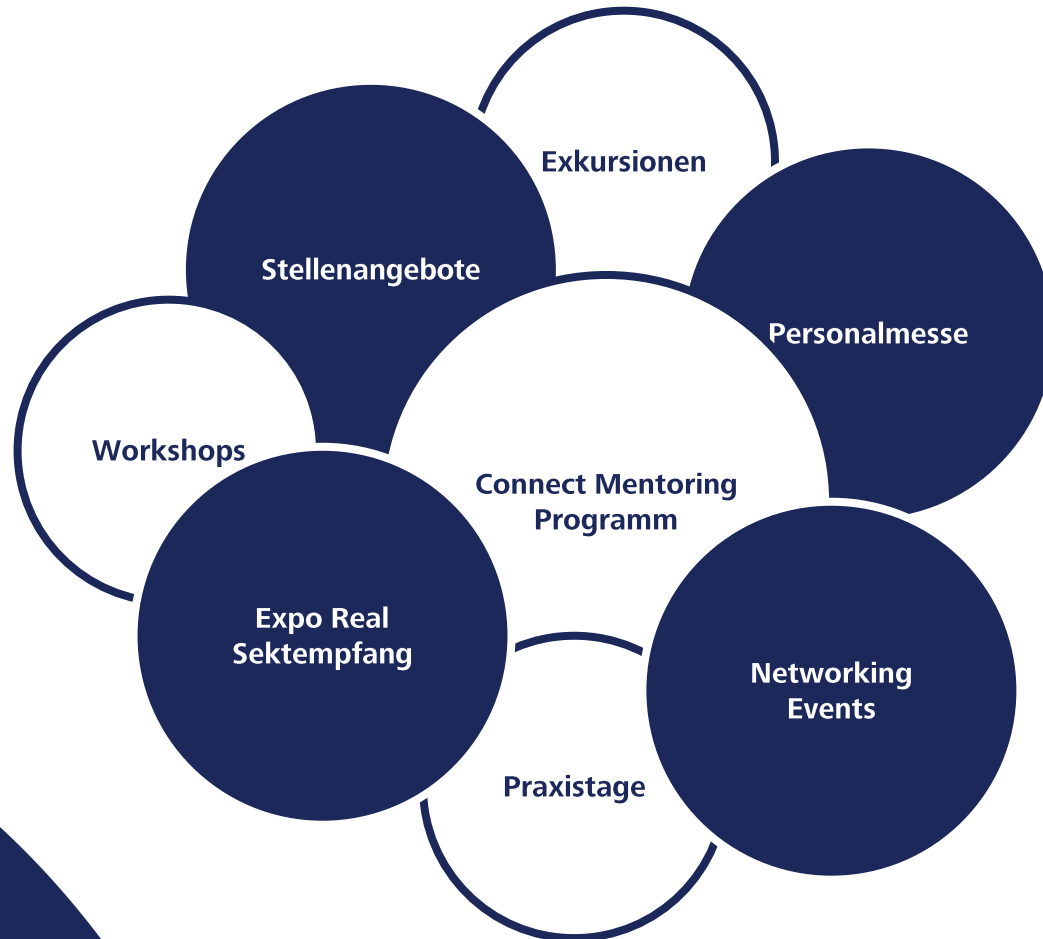 Exkursionen
Stellenangebote
Personalmesse
Workshops
Connect Mentoring
Programm
Expo Real
Sektempfang
Networking
Events
Praxistage